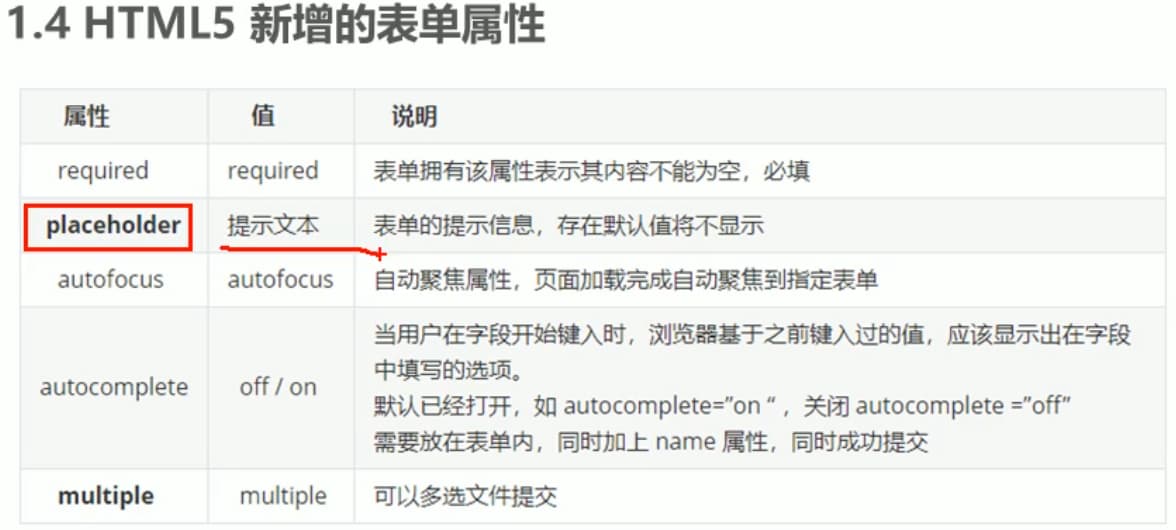 1.4 HTML5 新增的表单属性
属性 值 说明
required required 表单拥有该属性表示其内容不能为空，必填
placeholder 提示文本 表单的提示信息，存在默认值将不显示
autofocus autofocus 自动聚焦属性，页面加载完成自动聚焦到指定表单
autocomplete off / on 当用户在字段开始键入时，浏览器基于之前键入过的值，应该显示出在字段
中填写的选项。
默认已经打开，如 autocomplete=”on “ ，关闭 autocomplete =”off”
需要放在表单内，同时加上 name 属性，同时成功提交
multiple multiple 可以多选文件提交